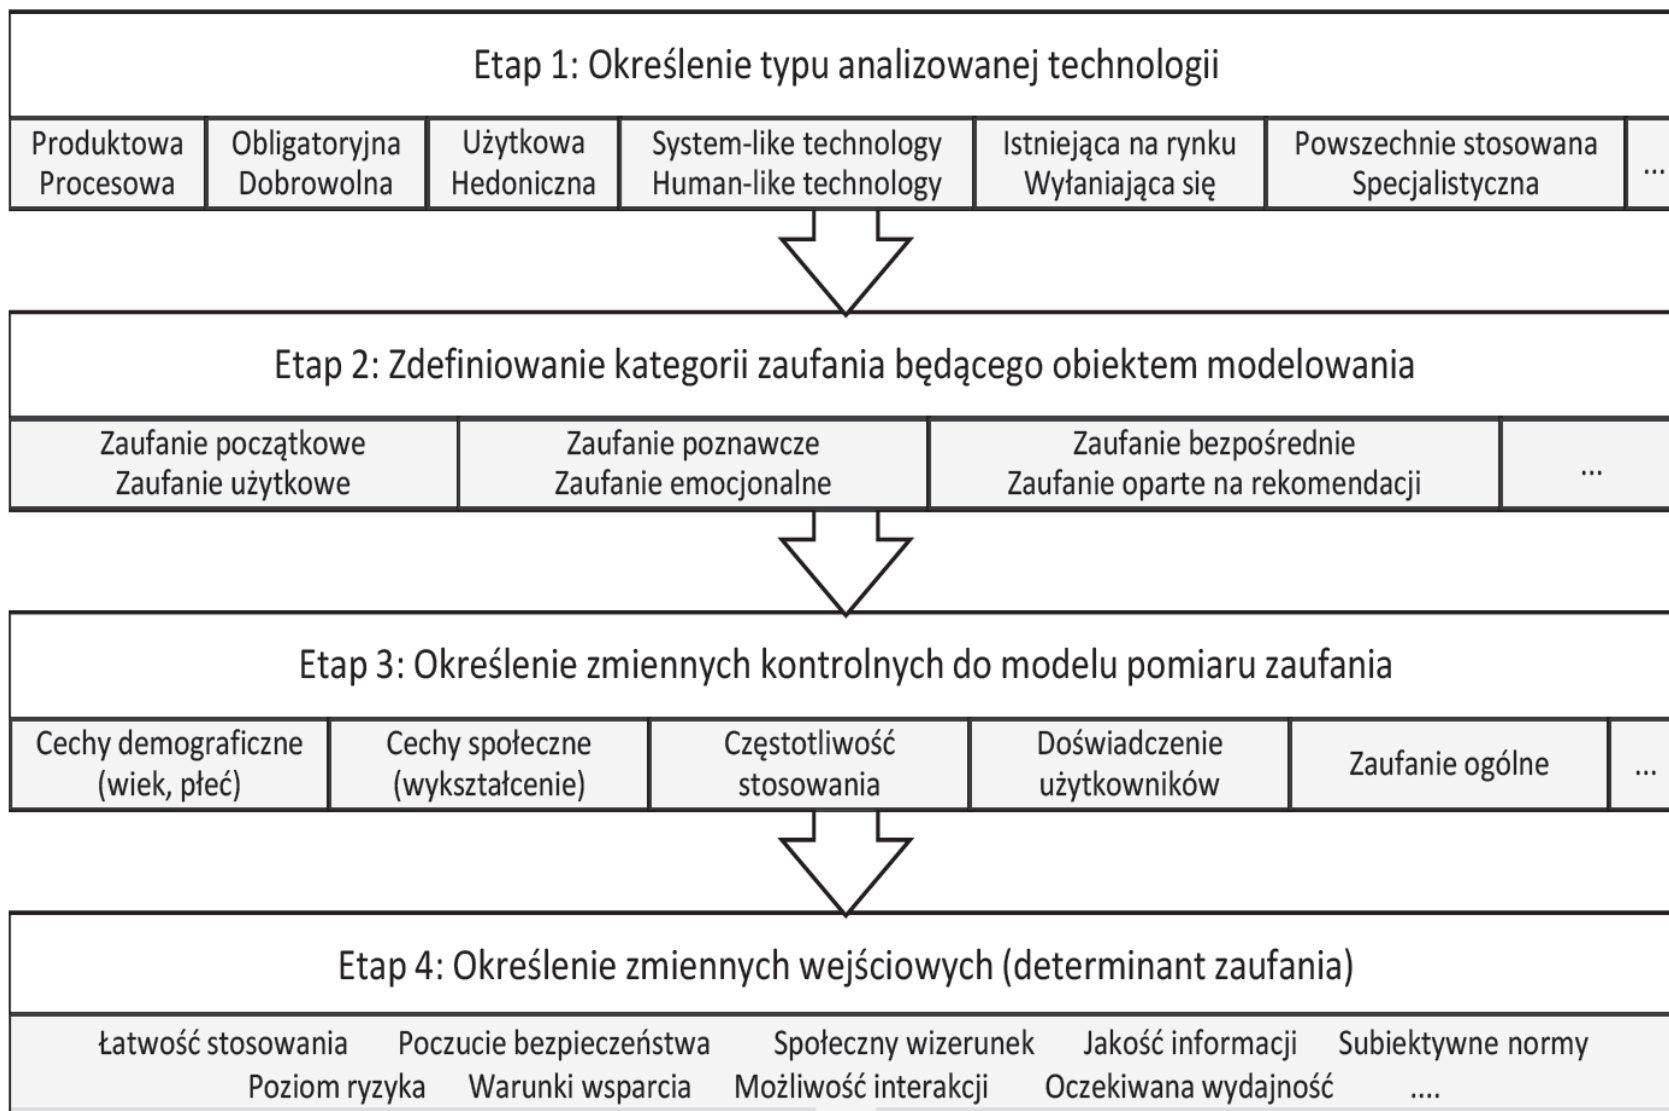 Etap 1: Określenie typu analizowanej technologii
Produktowa Obligatoryjna Użytkowa System-like technology Istniejąca na rynku Powszechnie stosowana
Procesowa Dobrowolna Hedoniczna Human-like technology Wyłaniająca się Specjalistyczna ...
Etap 2: Zdefiniowanie kategorii zaufania będącego obiektem modelowania
Zaufanie początkowe Zaufanie poznawcze Zaufanie bezpośrednie
Zaufanie użytkowe Zaufanie emocjonalne Zaufanie oparte na rekomendacji ...
Etap 3: Określenie zmiennych kontrolnych do modelu pomiaru zaufania
Cechy demograficzne Cechy społeczne Częstotliwość Doświadczenie Zaufanie ogólne ...
(wiek, płeć) (wykształcenie) stosowania użytkowników
Etap 4: Określenie zmiennych wejściowych (determinant zaufania)
Łatwość stosowania Poczucie bezpieczeństwa Społeczny wizerunek Jakość informacji Subiektywne normy
Poziom ryzyka Warunki wsparcia Możliwość interakcji Oczekiwana wydajność ....